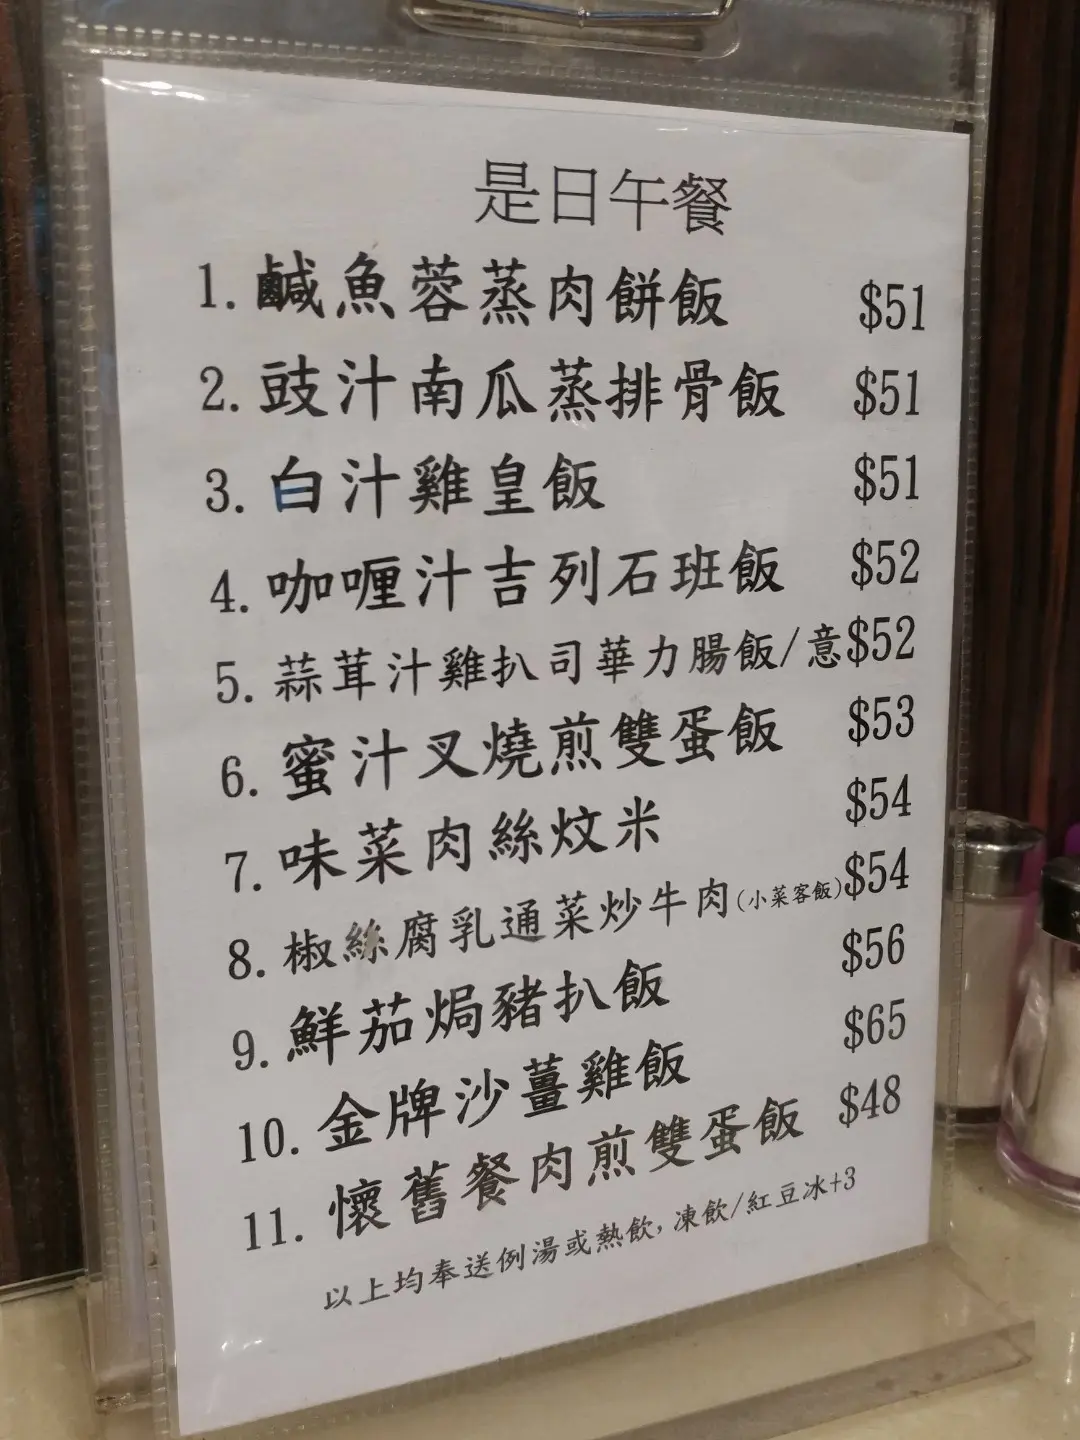 是日午餐
1. 鹹魚蓉蒸肉餅飯 $51
2. 豉汁南瓜蒸排骨飯 $51
3. 白汁雞皇飯 $51
4. 咖喱汁吉列石班飯 $52
5. 蒜茸汁雞扒司華力腸飯/意 $52
6. 蜜汁叉燒煎雙蛋飯 $53
7. 味菜肉絲炆米 $54
8. 椒絲腐乳通菜炒牛肉(小菜客飯) $54
9. 鮮茄焗豬扒飯 $56
10. 金牌沙薑雞飯 $65
11. 懷舊餐肉煎雙蛋飯 $48
以上均奉送例湯或熱飲, 凍飲/紅豆冰+3